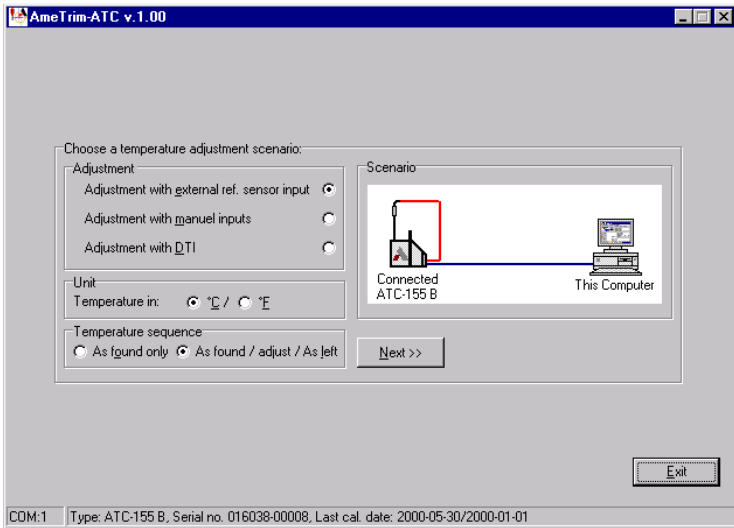 AmeTrim-ATC v.1.00
Choose a temperature adjustment scenario:
Adjustment
Adjustment with external ref. sensor input
Adjustment with manuel inputs
Adjustment with DTI
Unit
Temperature in: °C / °F
Temperature sequence
As found only As found / adjust / As left
Scenario
Connected
ATC-155 B
This Computer
Next >>
Exit
COM:1 Type: ATC-155 B, Serial no. 016038-00008, Last cal. date: 2000-05-30/2000-01-01